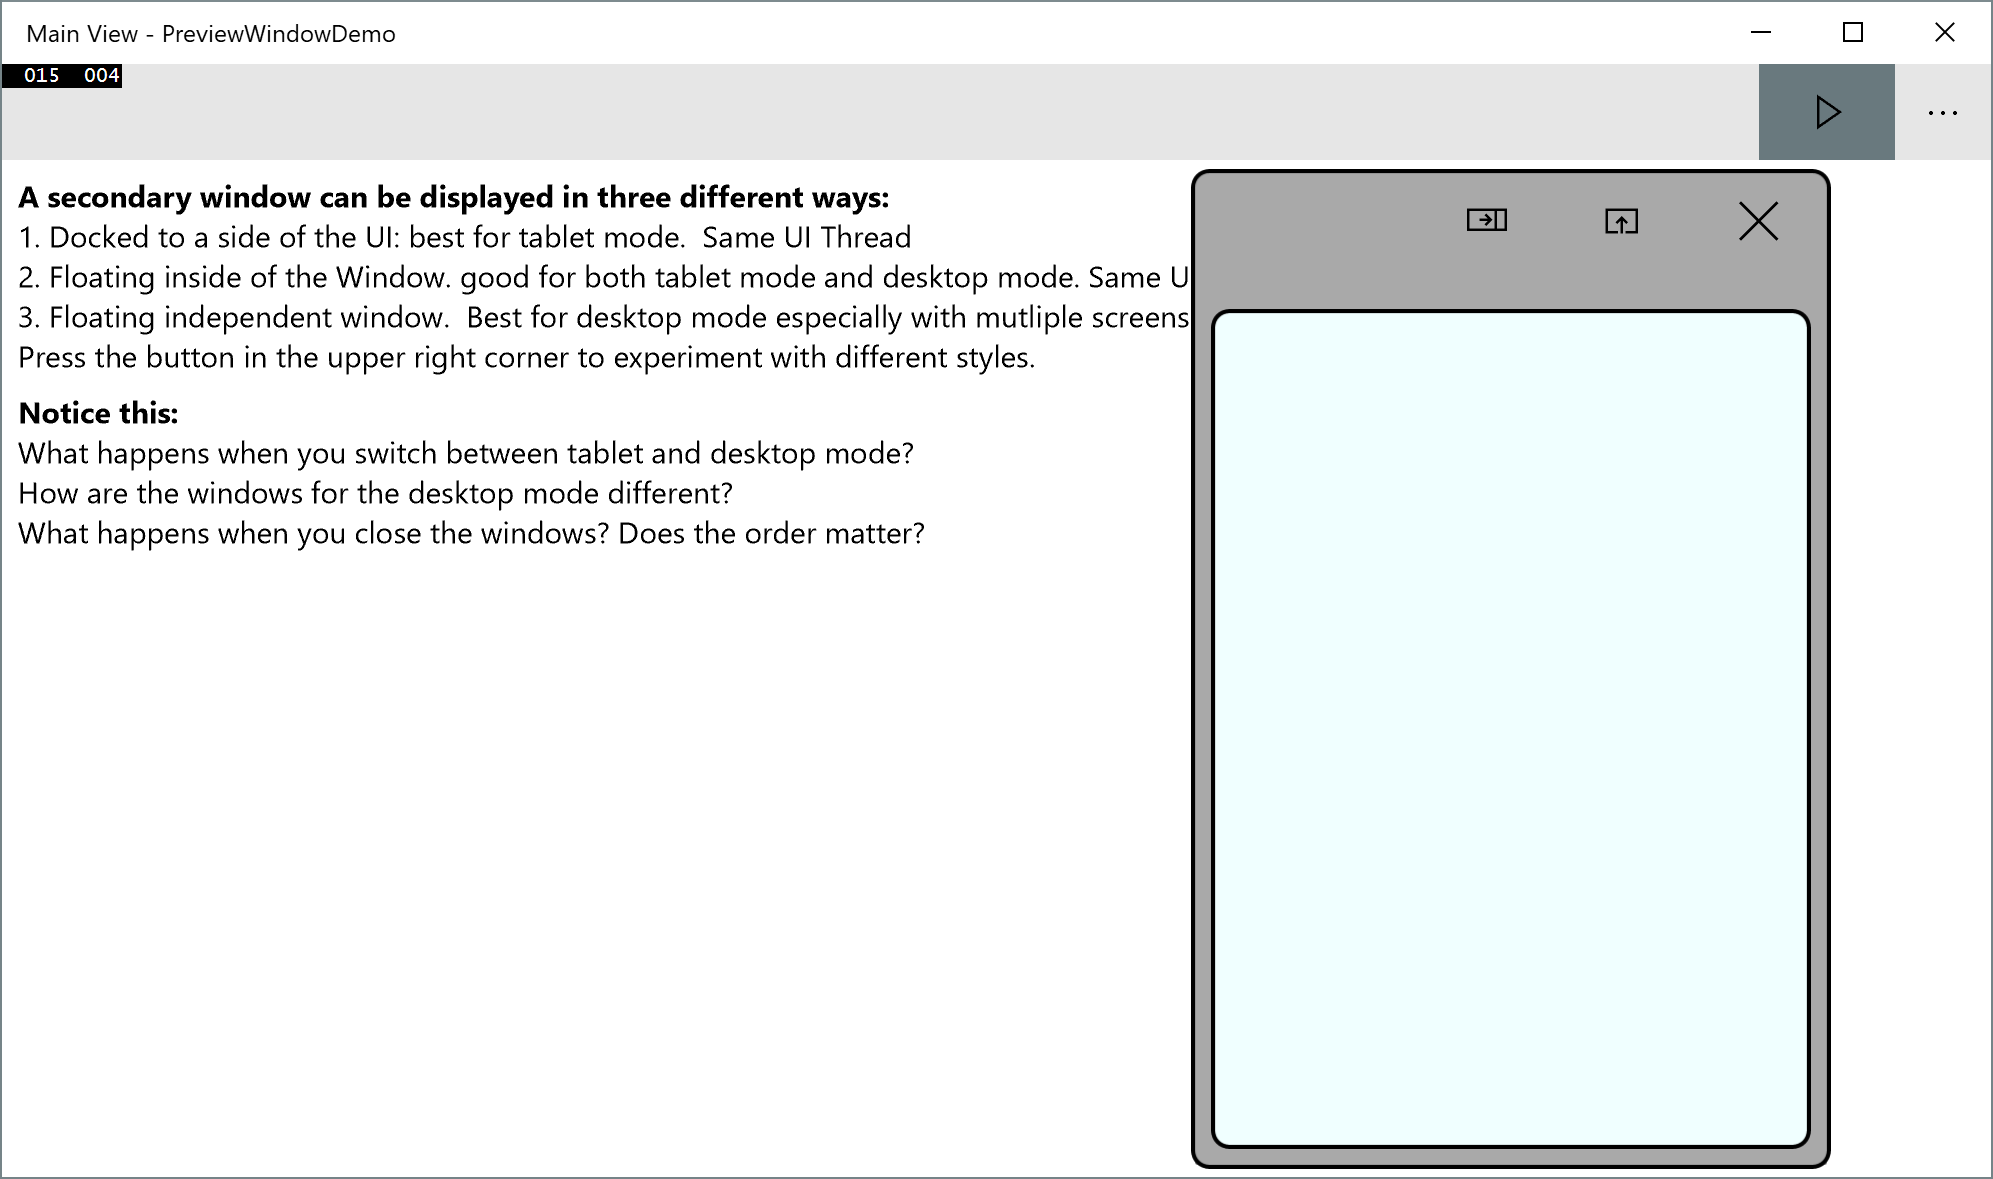 Main View - PreviewWindowDemo
015 004
A secondary window can be displayed in three different ways:
1. Docked to a side of the UI: best for tablet mode.  Same UI Thread
2. Floating inside of the Window. good for both tablet mode and desktop mode. Same U
3. Floating independent window.  Best for desktop mode especially with mutliple screens
Press the button in the upper right corner to experiment with different styles.
Notice this:
What happens when you switch between tablet and desktop mode?
How are the windows for the desktop mode different?
What happens when you close the windows? Does the order matter?